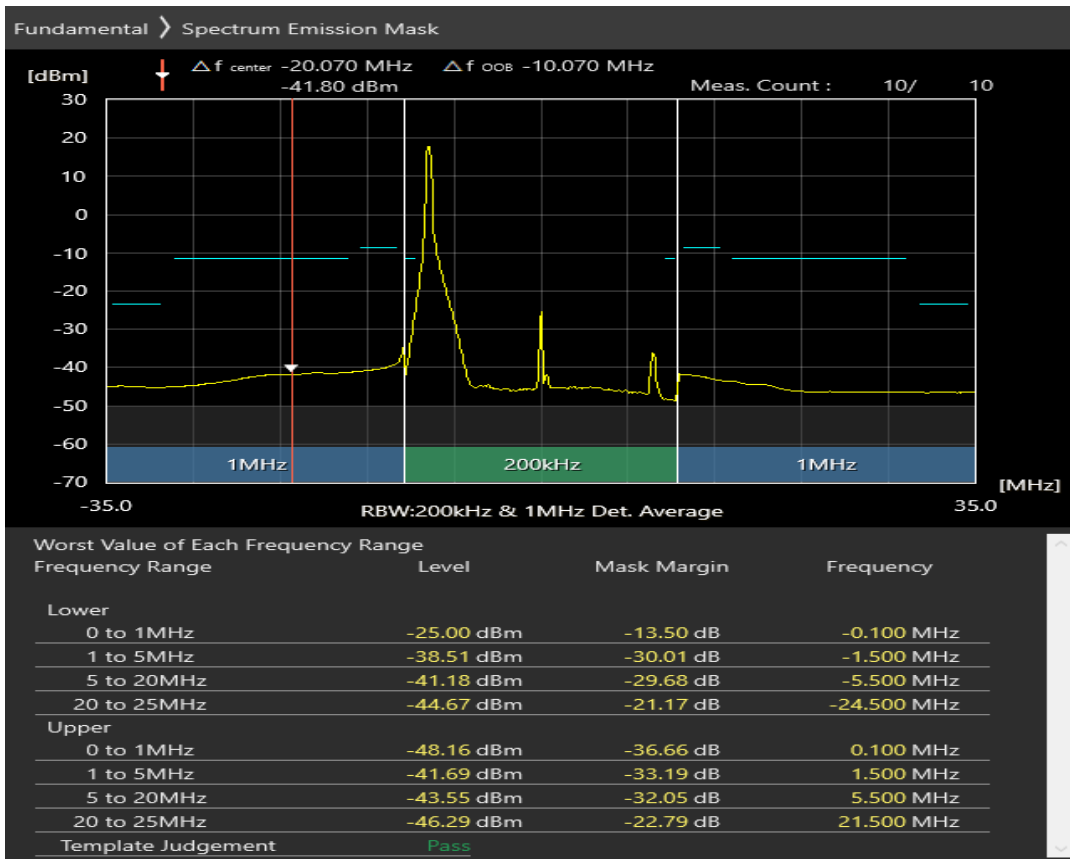 Fundamental ❯ Spectrum Emission Mask
[dBm] △f center -20.070 MHz △f OOB -10.070 MHz
-41.80 dBm Meas. Count : 10/ 10
30
20
10
0
-10
-20
-30
-40
-50
-60
1MHz 200kHz 1MHz
-70
[MHz]
-35.0 RBW:200kHz & 1MHz Det. Average 35.0
Worst Value of Each Frequency Range
Frequency Range Level Mask Margin Frequency
Lower
0 to 1MHz -25.00 dBm -13.50 dB -0.100 MHz
1 to 5MHz -38.51 dBm -30.01 dB -1.500 MHz
5 to 20MHz -41.18 dBm -29.68 dB -5.500 MHz
20 to 25MHz -44.67 dBm -21.17 dB -24.500 MHz
Upper
0 to 1MHz -48.16 dBm -36.66 dB 0.100 MHz
1 to 5MHz -41.69 dBm -33.19 dB 1.500 MHz
5 to 20MHz -43.55 dBm -32.05 dB 5.500 MHz
20 to 25MHz -46.29 dBm -22.79 dB 21.500 MHz
Template Judgement Pass